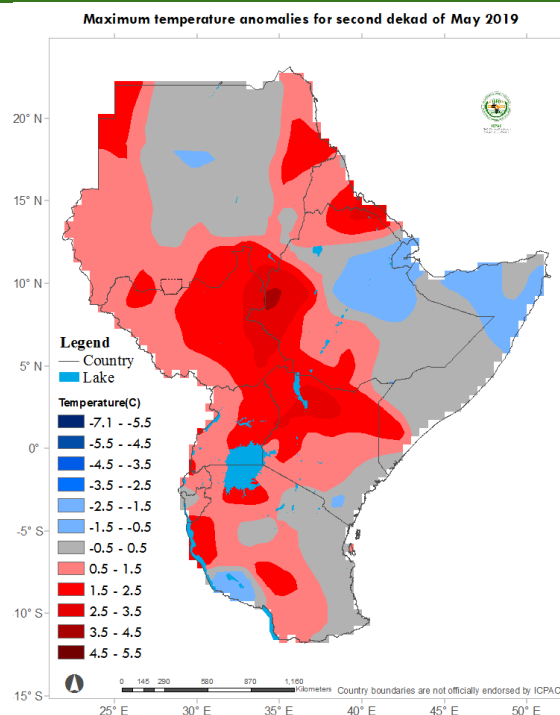 Maximum temperature anomalies for second dekad of May 2019
20° N
15° N
10° N
5° N
0°
5° S
10° S
15° S
Legend
Country
Lake
Temperature(C)
-7.1 - -5.5
-5.5 - -4.5
-4.5 - -3.5
-3.5 - -2.5
-2.5 - -1.5
-1.5 - -0.5
-0.5 - 0.5
0.5 - 1.5
1.5 - 2.5
2.5 - 3.5
3.5 - 4.5
4.5 - 5.5
0 145 290 580 870 1,160
Kilometers
Country boundaries are not officially endorsed by ICPAC
25° E 30° E 35° E 40° E 45° E 50° E